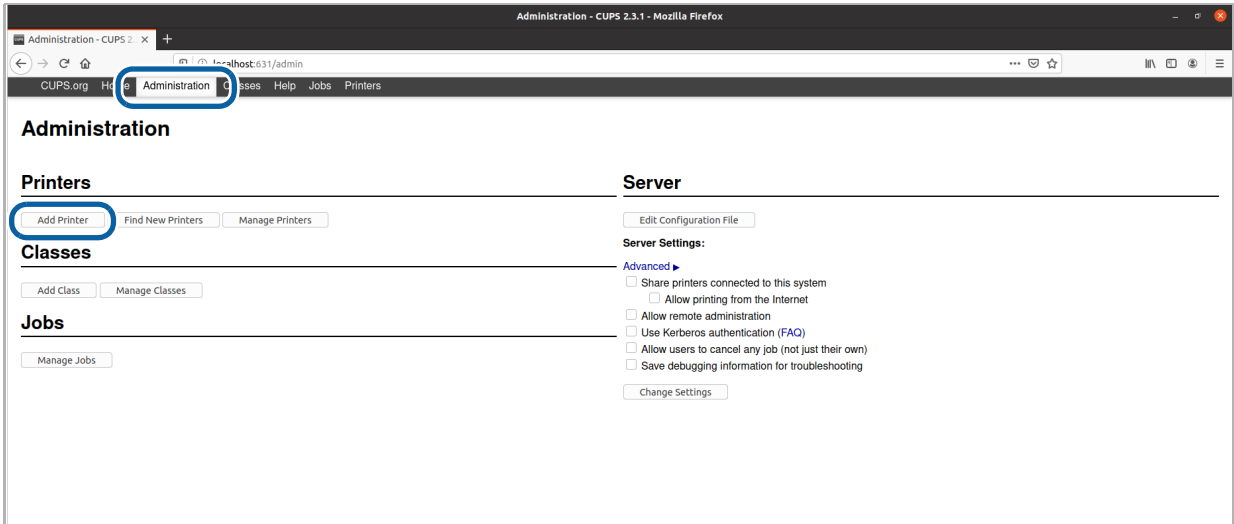 Administration - CUPS 2.3.1 - Mozilla Firefox
Administration - CUPS 2.
localhost:631/admin
CUPS.org Administration Help Jobs Printers
Administration
Printers
Add Printer Find New Printers Manage Printers
Classes
Add Class Manage Classes
Jobs
Manage Jobs
Server
Edit Configuration File
Server Settings:
Advanced ▶
Share printers connected to this system
Allow printing from the Internet
Allow remote administration
Use Kerberos authentication (FAQ)
Allow users to cancel any job (not just their own)
Save debugging information for troubleshooting
Change Settings